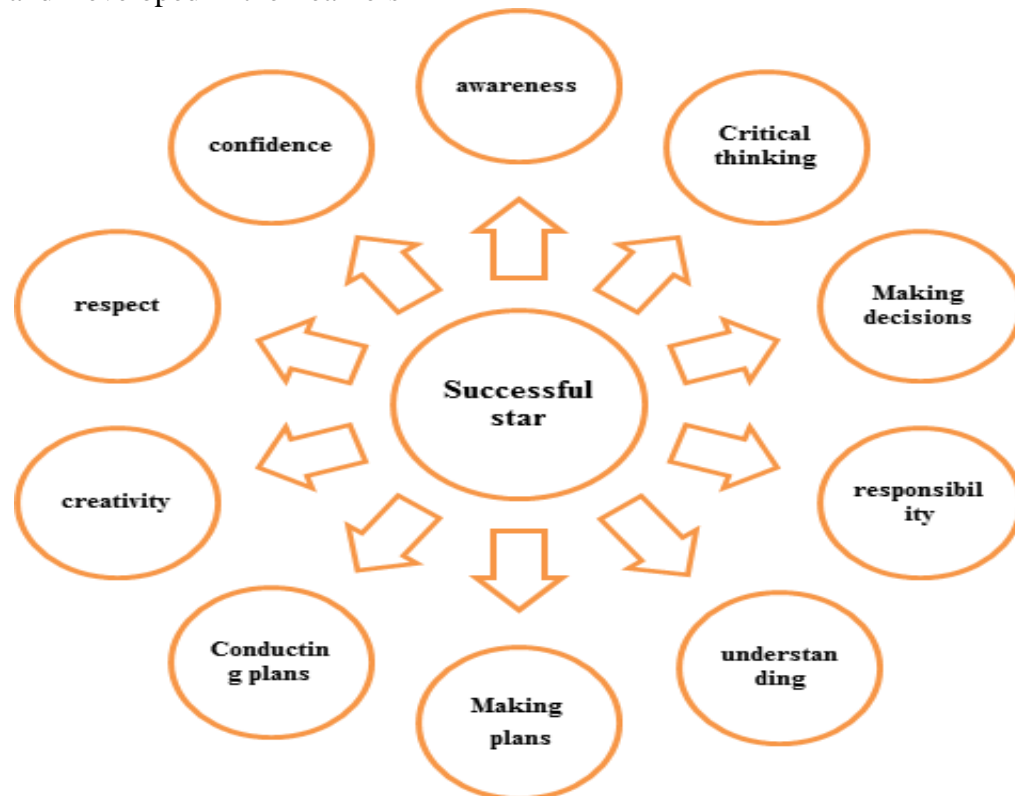 awareness
Critical
thinking
Making
decisions
responsibil
ity
understan
ding
Making
plans
Conductin
g plans
creativity
respect
confidence
Successful
star